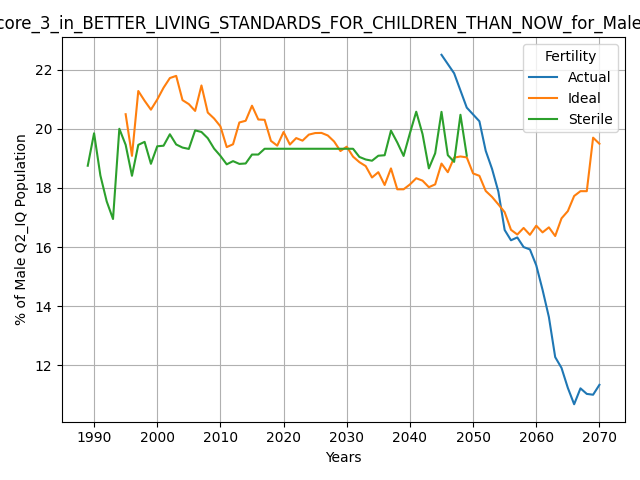 core_3_in_BETTER_LIVING_STANDARDS_FOR_CHILDREN_THAN_NOW_for_Male
Fertility
Actual
Ideal
Sterile
% of Male Q2_IQ Population
22
20
18
16
14
12
1990 2000 2010 2020 2030 2040 2050 2060 2070
Years